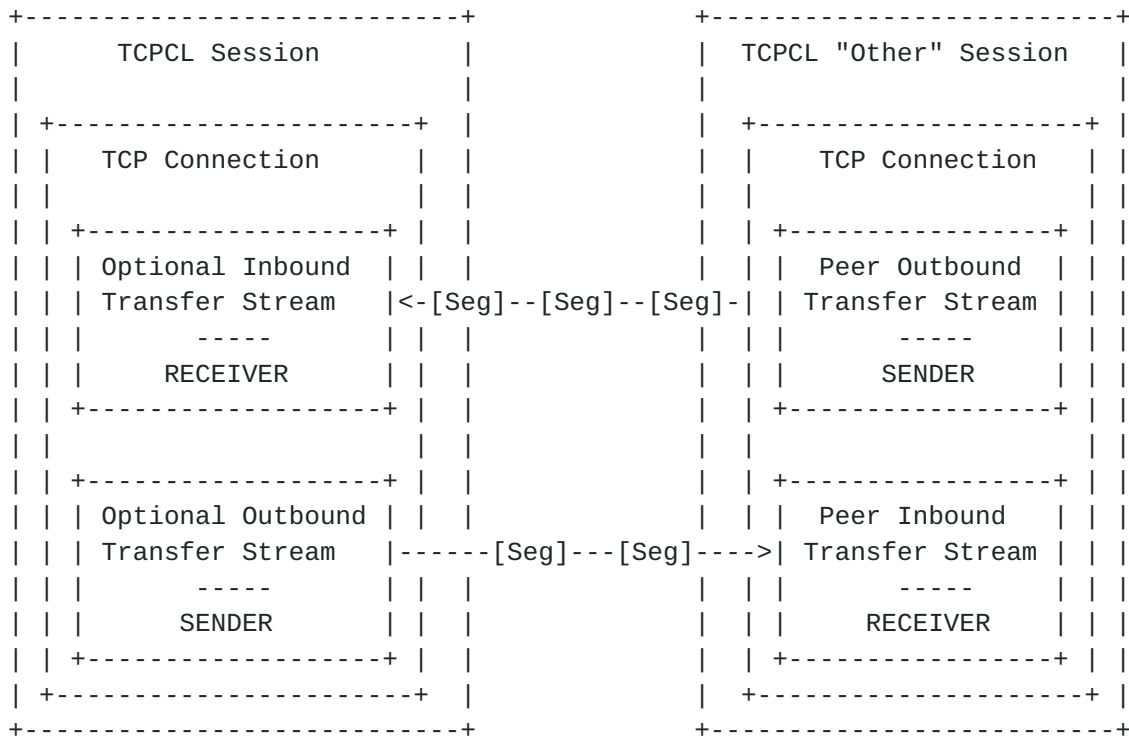 +----------------------------+              +--------------------------+
|      TCPCL Session         |              |  TCPCL "Other" Session   |
|                            |              |                          |
| +-----------------------+  |              |  +---------------------+ |
| |   TCP Connection      |  |              |  |    TCP Connection   | |
| |                       |  |              |  |                     | |
| | +-------------------+ |  |              |  | +-----------------+ | |
| | | Optional Inbound  | |  |              |  | |  Peer Outbound  | | |
| | | Transfer Stream   |<-[Seg]--[Seg]--[Seg]-| | Transfer Stream | | |
| | |       -----       | |  |              |  | |      -----      | | |
| | |     RECEIVER      | |  |              |  | |     SENDER      | | |
| | +-------------------+ |  |              |  | +-----------------+ | |
| |                       |  |              |  |                     | |
| | +-------------------+ |  |              |  | +-----------------+ | |
| | | Optional Outbound | |  |              |  | |  Peer Inbound   | | |
| | | Transfer Stream   |------[Seg]---[Seg]---->| Transfer Stream | | |
| | |       -----       | |  |              |  | |      -----      | | |
| | |      SENDER       | |  |              |  | |    RECEIVER     | | |
| | +-------------------+ |  |              |  | +-----------------+ | |
| +-----------------------+  |              |  +---------------------+ |
+----------------------------+              +--------------------------+